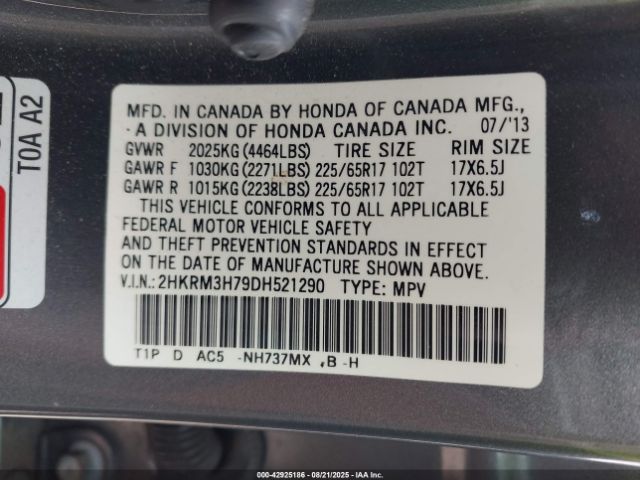 T0A A2
MFD. IN CANADA BY HONDA OF CANADA MFG.,
A DIVISION OF HONDA CANADA INC. 07/'13
GVWR 2025KG(4464LBS) TIRE SIZE RIM SIZE
GAWR F 1030KG(2271LBS) 225/65R17 102T 17X6.5J
GAWR R 1015KG(2238LBS) 225/65R17 102T 17X6.5J
THIS VEHICLE CONFORMS TO ALL APPLICABLE
FEDERAL MOTOR VEHICLE SAFETY
AND THEFT PREVENTION STANDARDS IN EFFECT
ON THE DATE OF MANUFACTURE SHOWN ABOVE.
V.I.N.: 2HKRM3H79DH521290 TYPE: MPV
T1P D AC5 -NH737MX ,B -H
000-42925186 - 08/21/2025 - IAA Inc.